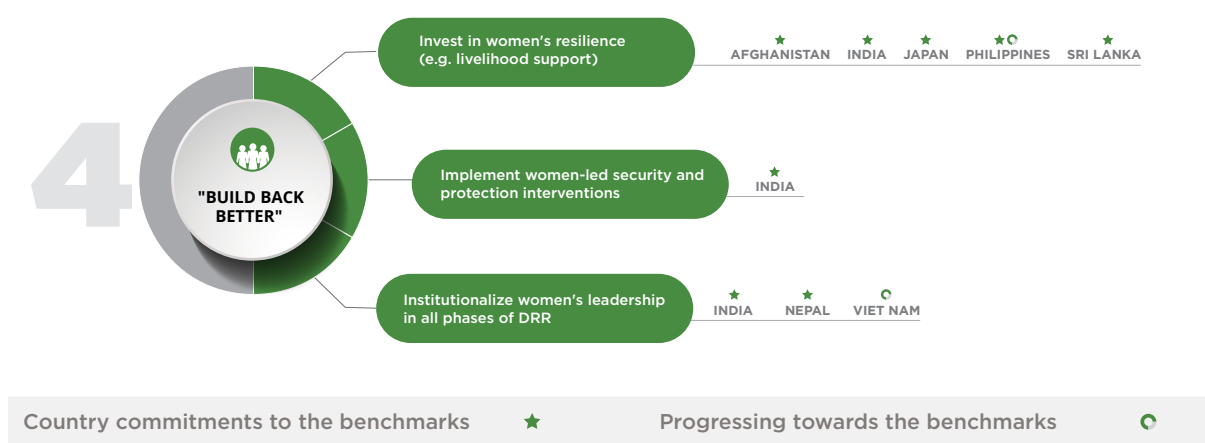 4
"BUILD BACK
BETTER"
Invest in women's resilience
(e.g. livelihood support)
AFGHANISTAN INDIA JAPAN PHILIPPINES SRI LANKA
Implement women-led security and
protection interventions
INDIA
Institutionalize women's leadership
in all phases of DRR
INDIA NEPAL VIET NAM
Country commitments to the benchmarks
Progressing towards the benchmarks